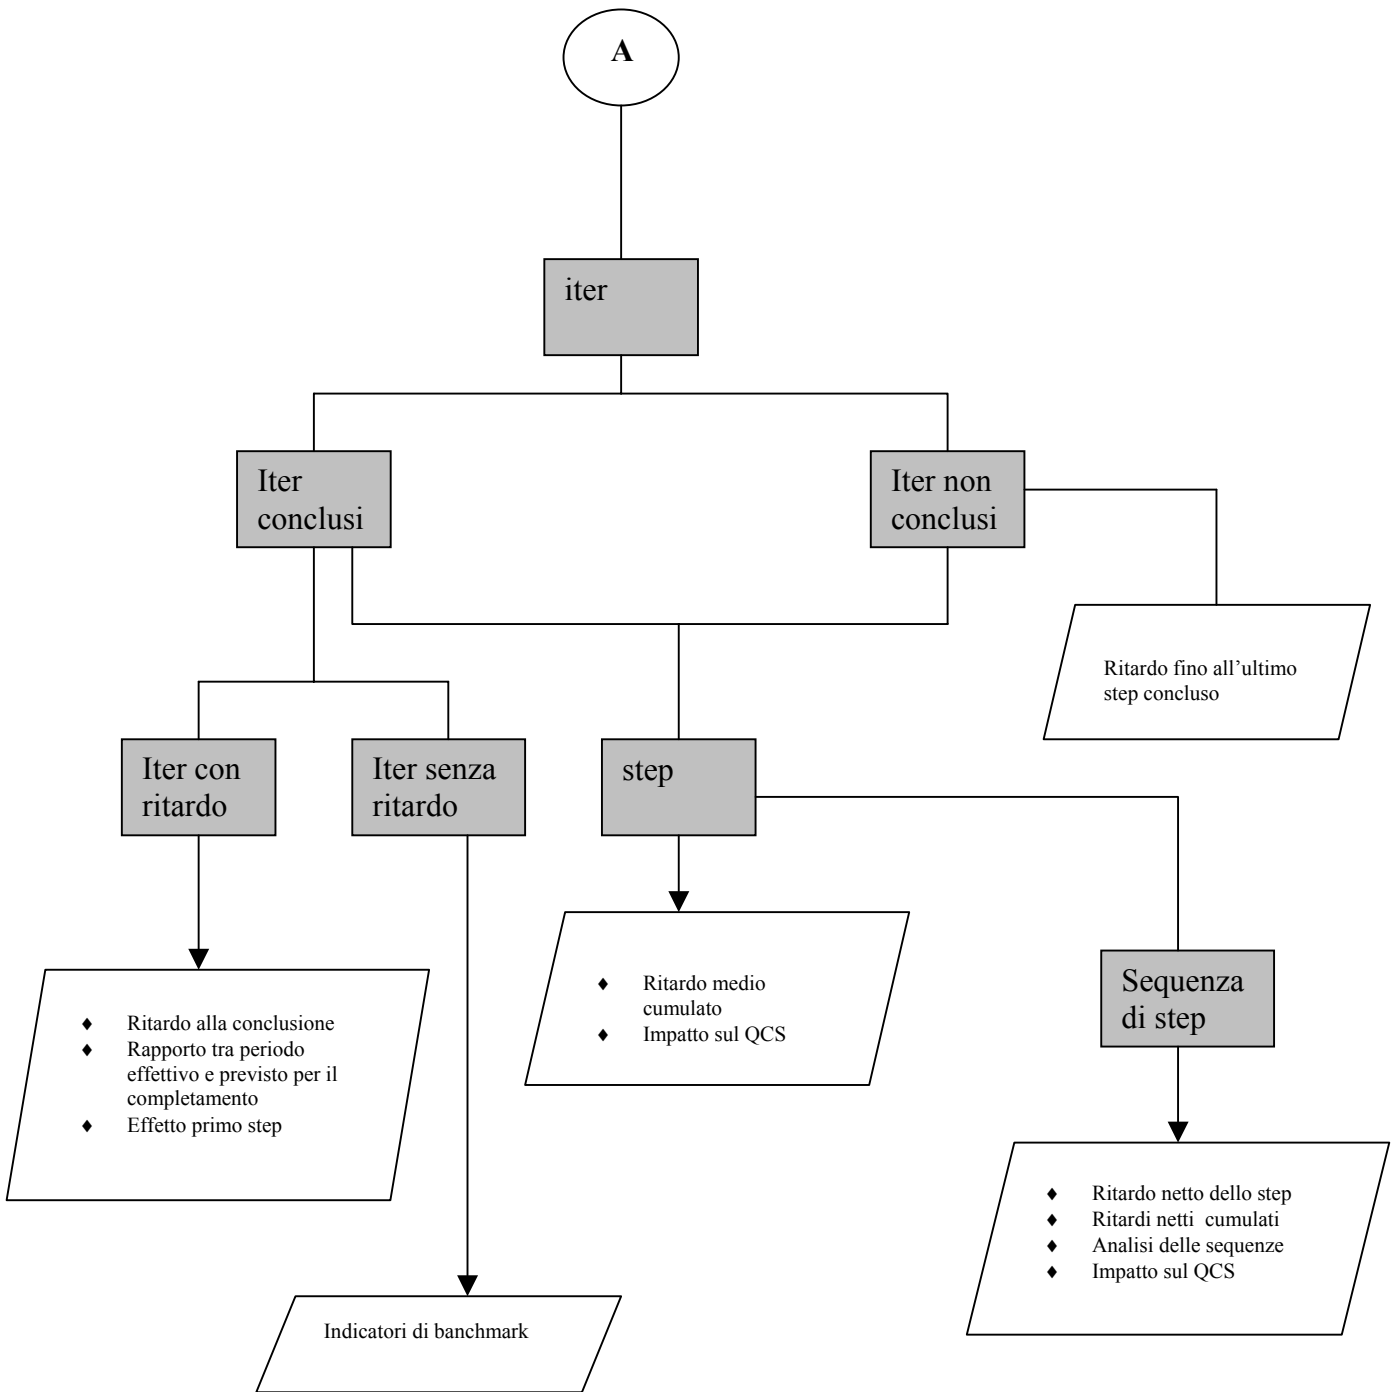 A
iter
Iter
conclusi
Iter non
conclusi
Ritardo fino all’ultimo
step concluso
Iter con
ritardo
Iter senza
ritardo
step
♦ Ritardo medio
cumulato
♦ Impatto sul QCS
Sequenza
di step
♦ Ritardo alla conclusione
♦ Rapporto tra periodo
effettivo e previsto per il
completamento
♦ Effetto primo step
♦ Ritardo netto dello step
♦ Ritardi netti cumulati
♦ Analisi delle sequenze
♦ Impatto sul QCS
Indicatori di banchmark